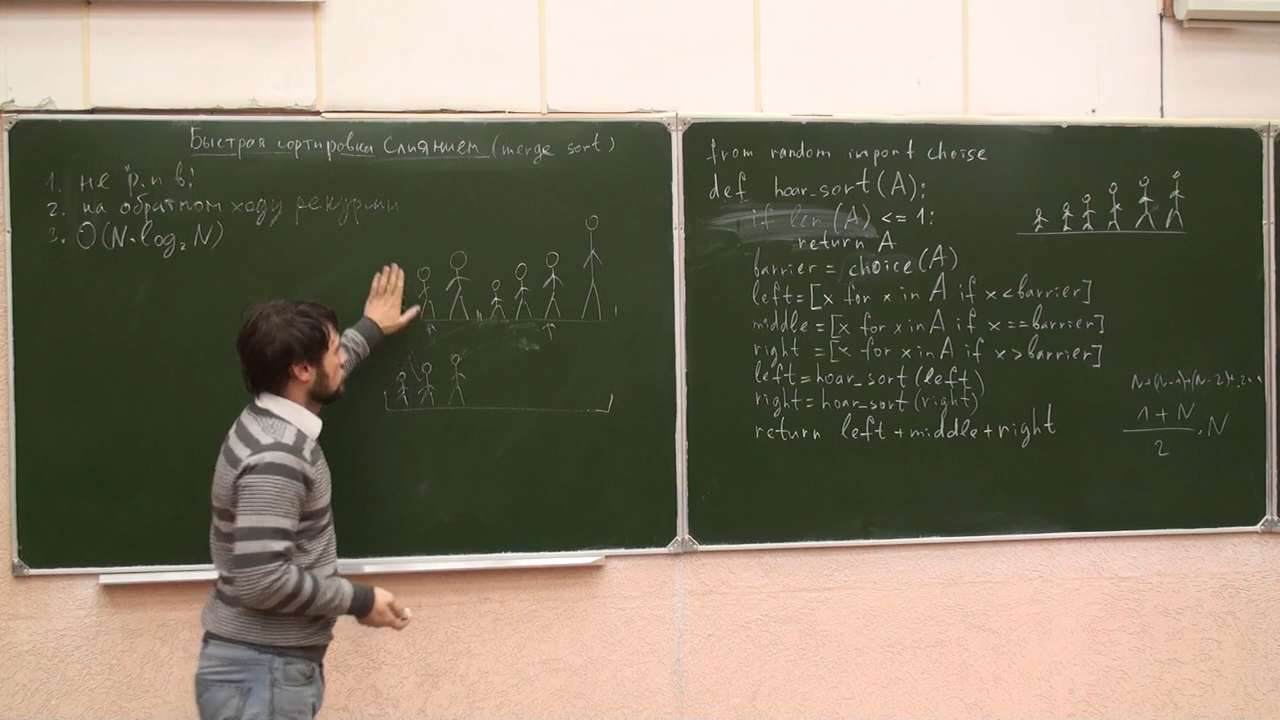 Быстрая сортировка Слиянием (merge sort)
1. не р.п в!
2. на обратном ходу рекурсии
3. O(N·log₂N)
from random import choice
def hoar_sort(A):
if len(A) <= 1:
return A
barrier = choice(A)
left=[x for x in A if x<barrier]
middle=[x for x in A if x==barrier]
right=[x for x in A if x>barrier]
left=hoar_sort(left)
right=hoar_sort(right)
return left+middle+right
N+(N-1)+(N-2)+
1+N
2
·N